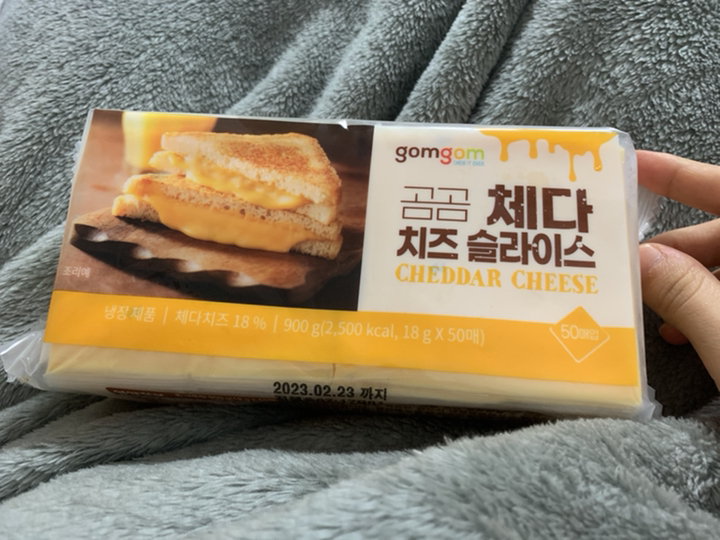 gomgom
곰곰 체다
치즈 슬라이스
CHEDDAR CHEESE
조리예
냉장 제품 | 체다치즈 18 % | 900 g(2,500 kcal, 18 g X 50매)
50매입
2023.02.23 까지